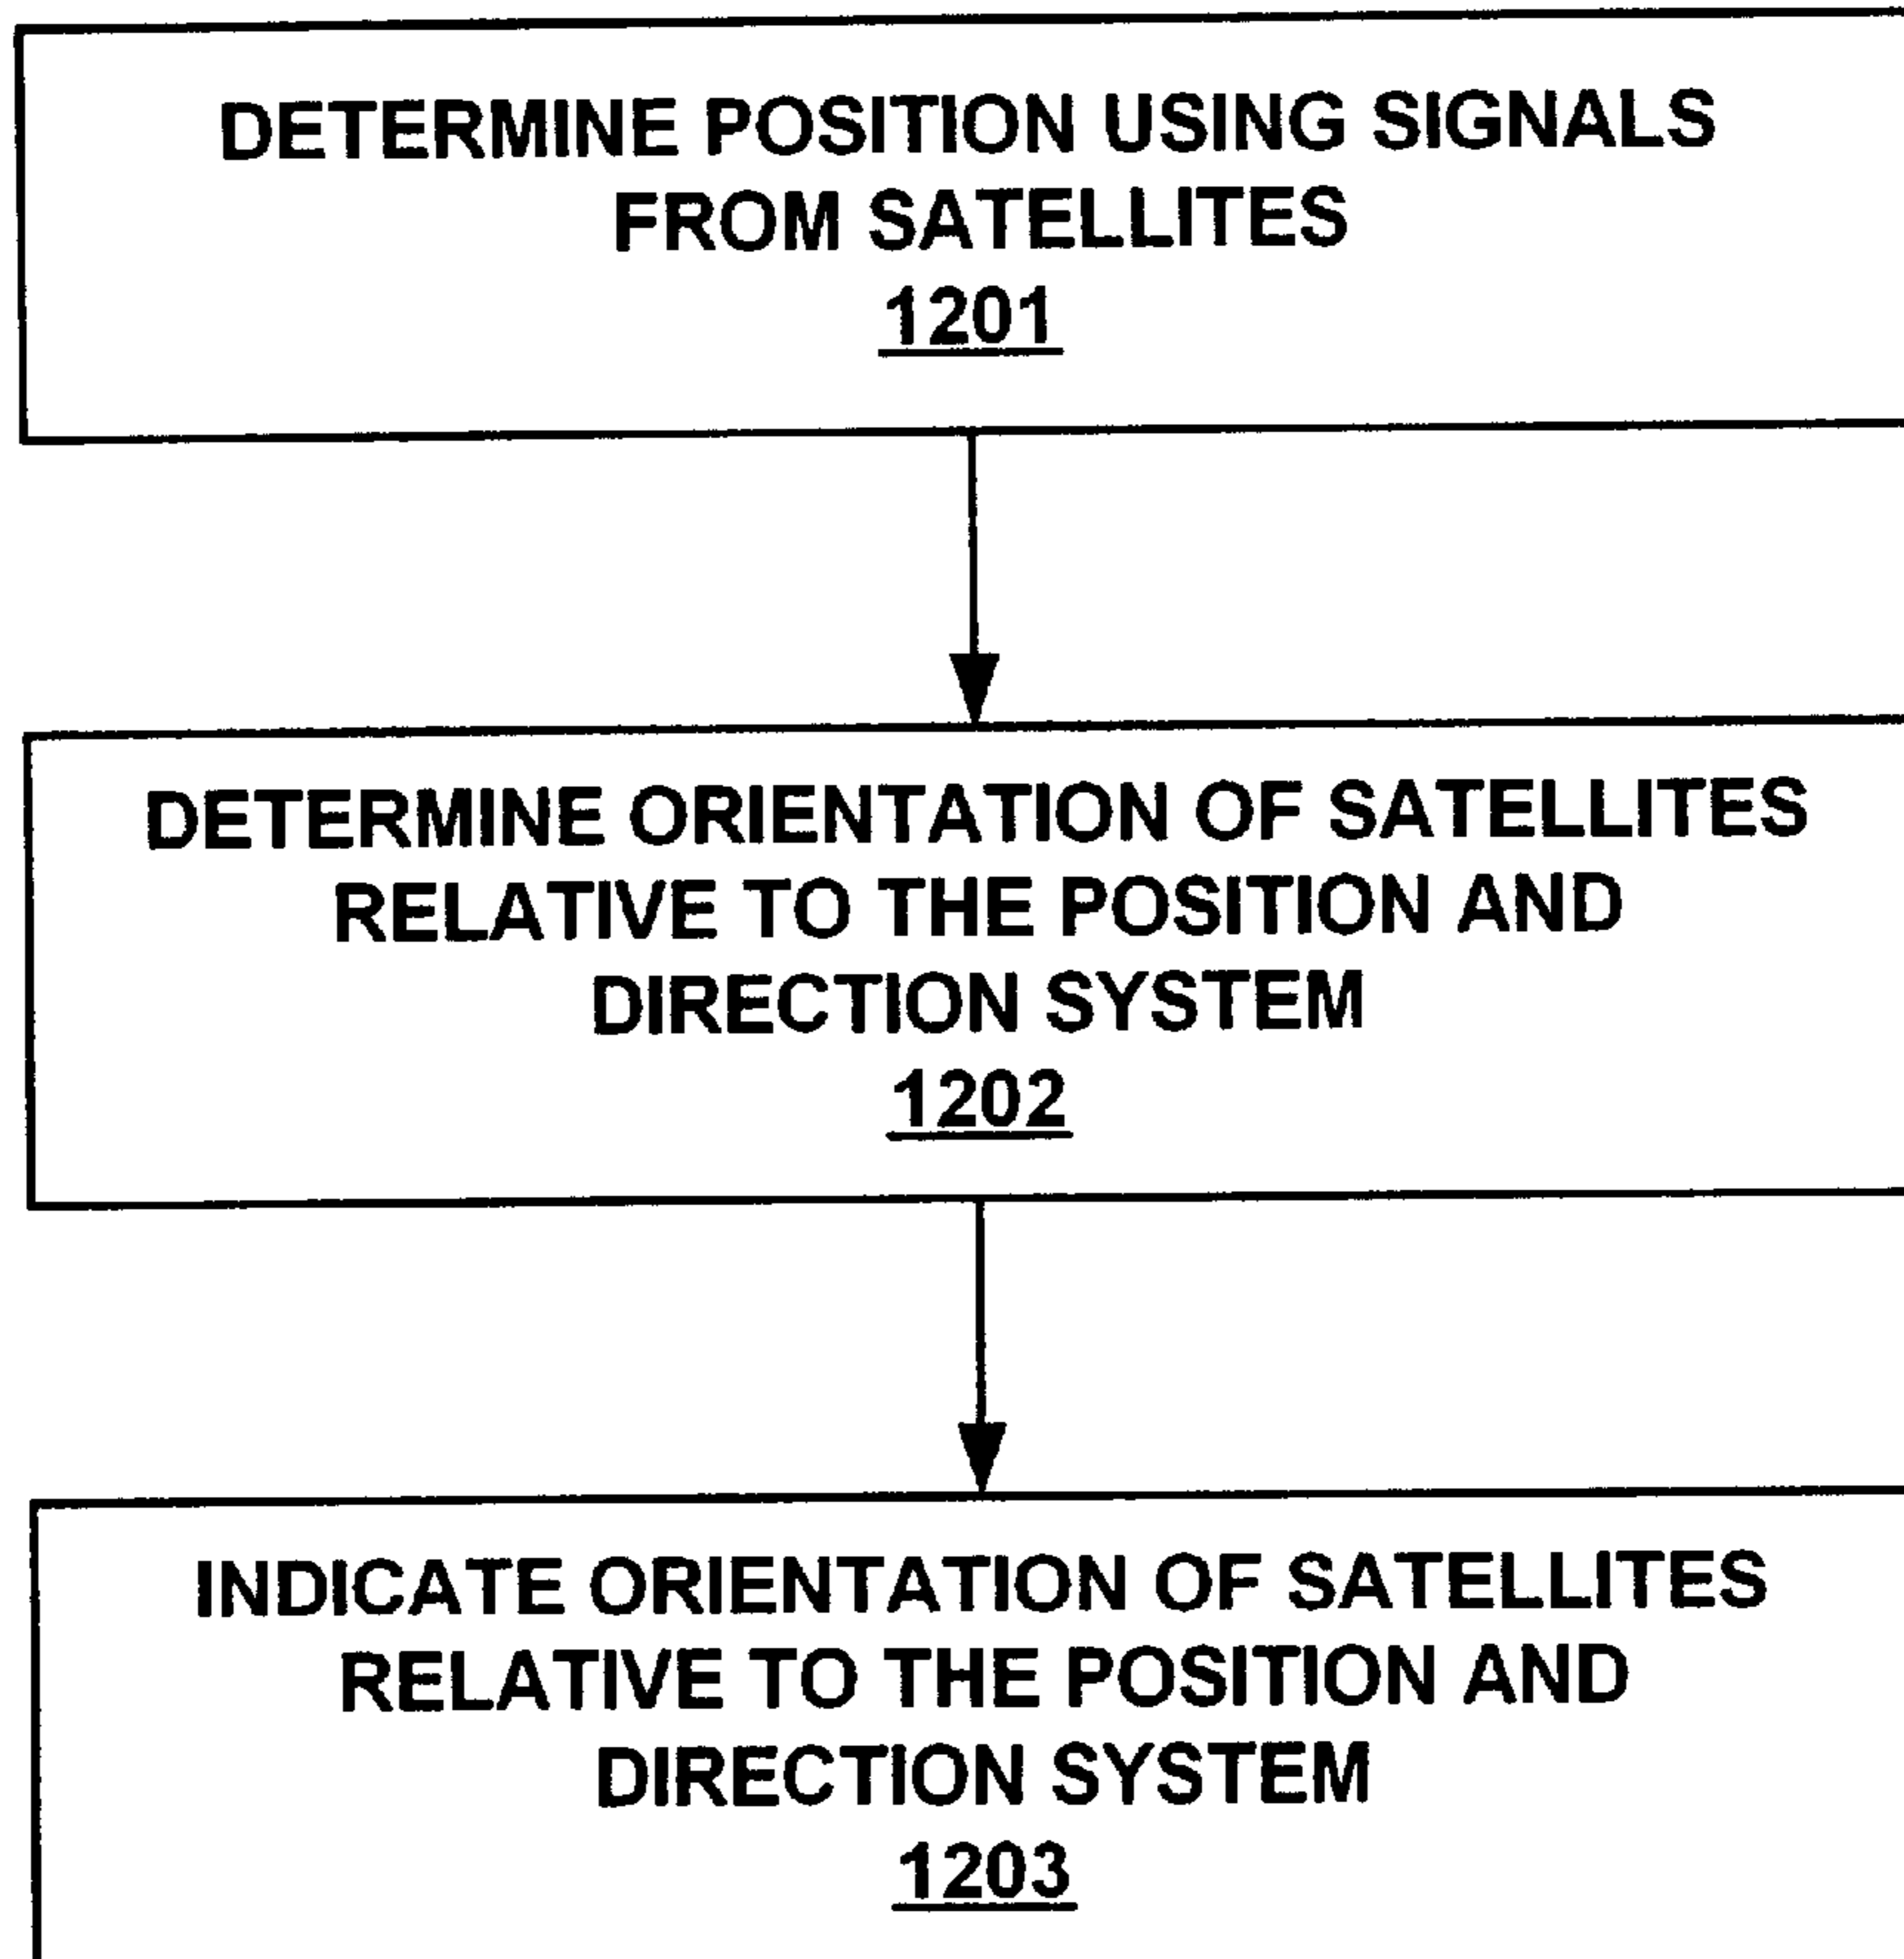 DETERMINE POSITION USING SIGNALS
FROM SATELLITES
1201
DETERMINE ORIENTATION OF SATELLITES
RELATIVE TO THE POSITION AND
DIRECTION SYSTEM
1202
INDICATE ORIENTATION OF SATELLITES
RELATIVE TO THE POSITION AND
DIRECTION SYSTEM
1203